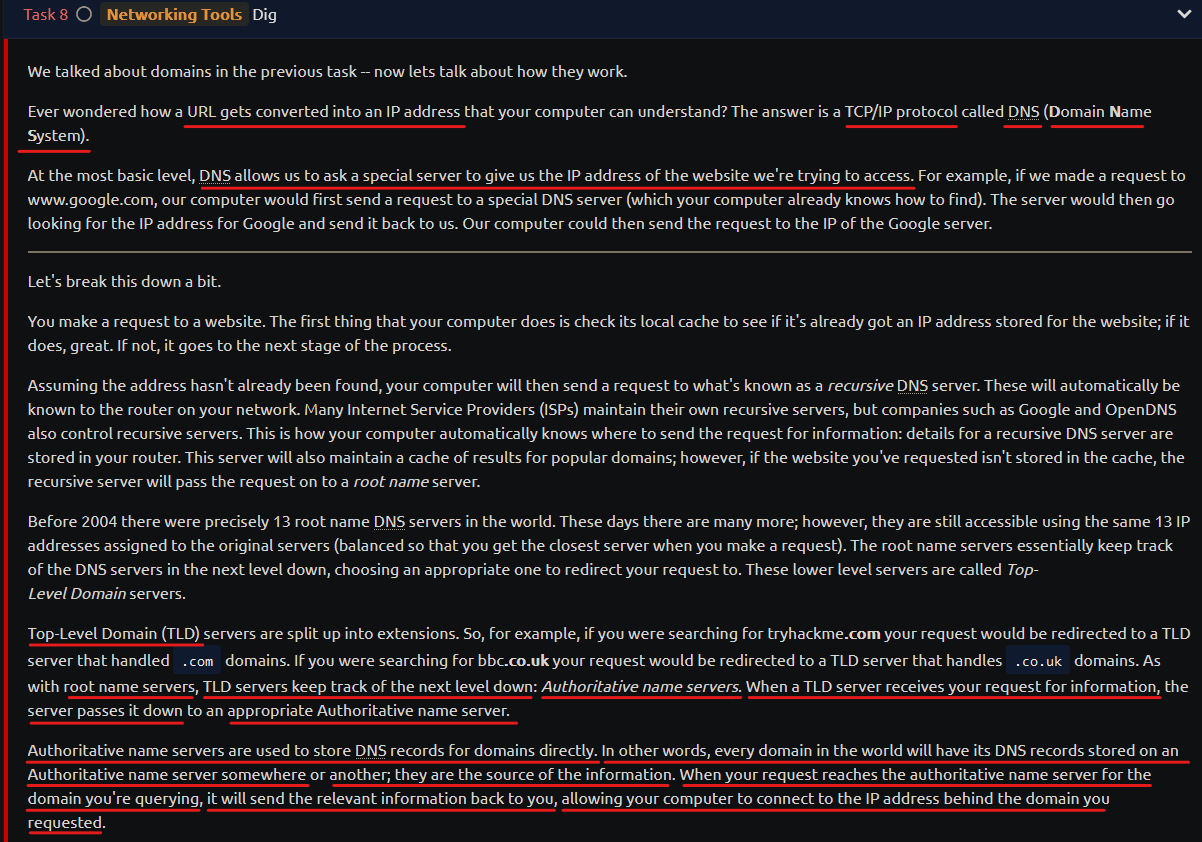 Task 8 Networking Tools Dig
We talked about domains in the previous task -- now lets talk about how they work.
Ever wondered how a URL gets converted into an IP address that your computer can understand? The answer is a TCP/IP protocol called DNS (Domain Name
System).
At the most basic level, DNS allows us to ask a special server to give us the IP address of the website we're trying to access. For example, if we made a request to
www.google.com, our computer would first send a request to a special DNS server (which your computer already knows how to find). The server would then go
looking for the IP address for Google and send it back to us. Our computer could then send the request to the IP of the Google server.
Let's break this down a bit.
You make a request to a website. The first thing that your computer does is check its local cache to see if it's already got an IP address stored for the website; if it
does, great. If not, it goes to the next stage of the process.
Assuming the address hasn't already been found, your computer will then send a request to what's known as a recursive DNS server. These will automatically be
known to the router on your network. Many Internet Service Providers (ISPs) maintain their own recursive servers, but companies such as Google and OpenDNS
also control recursive servers. This is how your computer automatically knows where to send the request for information: details for a recursive DNS server are
stored in your router. This server will also maintain a cache of results for popular domains; however, if the website you've requested isn't stored in the cache, the
recursive server will pass the request on to a root name server.
Before 2004 there were precisely 13 root name DNS servers in the world. These days there are many more; however, they are still accessible using the same 13 IP
addresses assigned to the original servers (balanced so that you get the closest server when you make a request). The root name servers essentially keep track
of the DNS servers in the next level down, choosing an appropriate one to redirect your request to. These lower level servers are called Top-
Level Domain servers.
Top-Level Domain (TLD) servers are split up into extensions. So, for example, if you were searching for tryhackme.com your request would be redirected to a TLD
server that handled .com domains. If you were searching for bbc.co.uk your request would be redirected to a TLD server that handles .co.uk domains. As
with root name servers, TLD servers keep track of the next level down: Authoritative name servers. When a TLD server receives your request for information, the
server passes it down to an appropriate Authoritative name server.
Authoritative name servers are used to store DNS records for domains directly. In other words, every domain in the world will have its DNS records stored on an
Authoritative name server somewhere or another; they are the source of the information. When your request reaches the authoritative name server for the
domain you're querying, it will send the relevant information back to you, allowing your computer to connect to the IP address behind the domain you
requested.